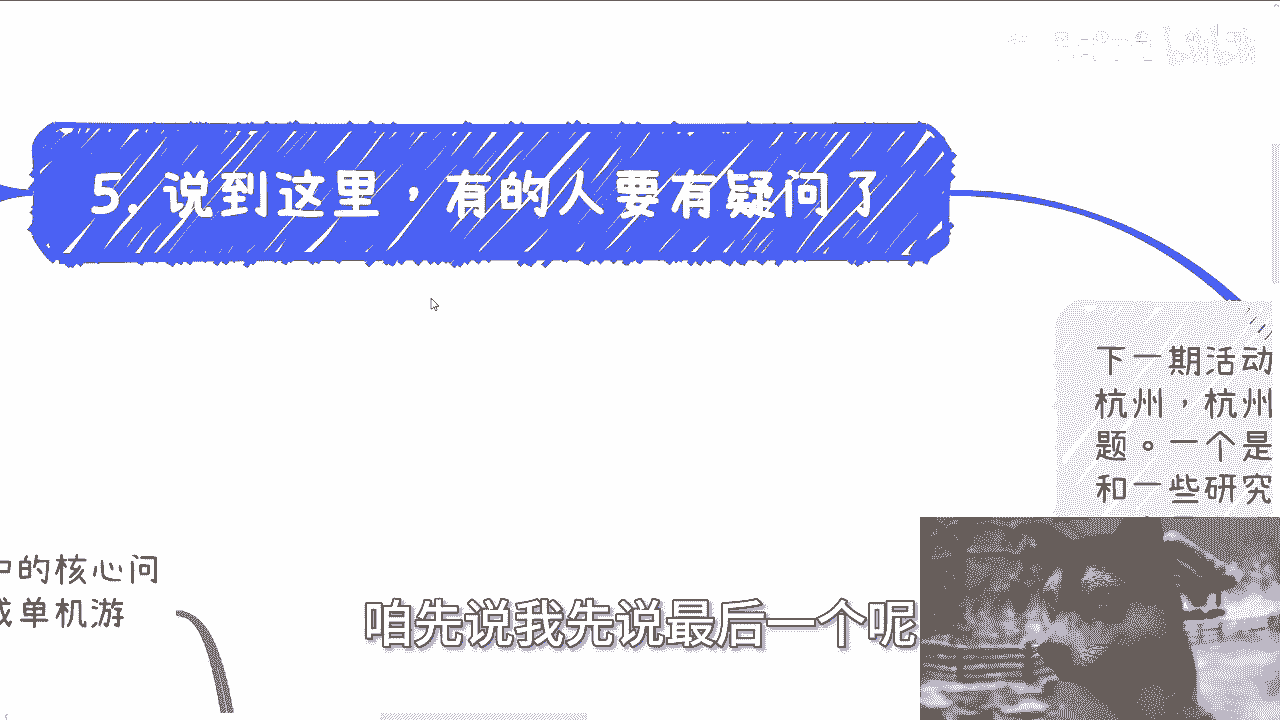 5. 说到这里，有的人要有疑问了
下一期活动
杭州，杭州
题。一个是
和一些研究
中的核心问
成单机游
咱先说我先说最后一个呢